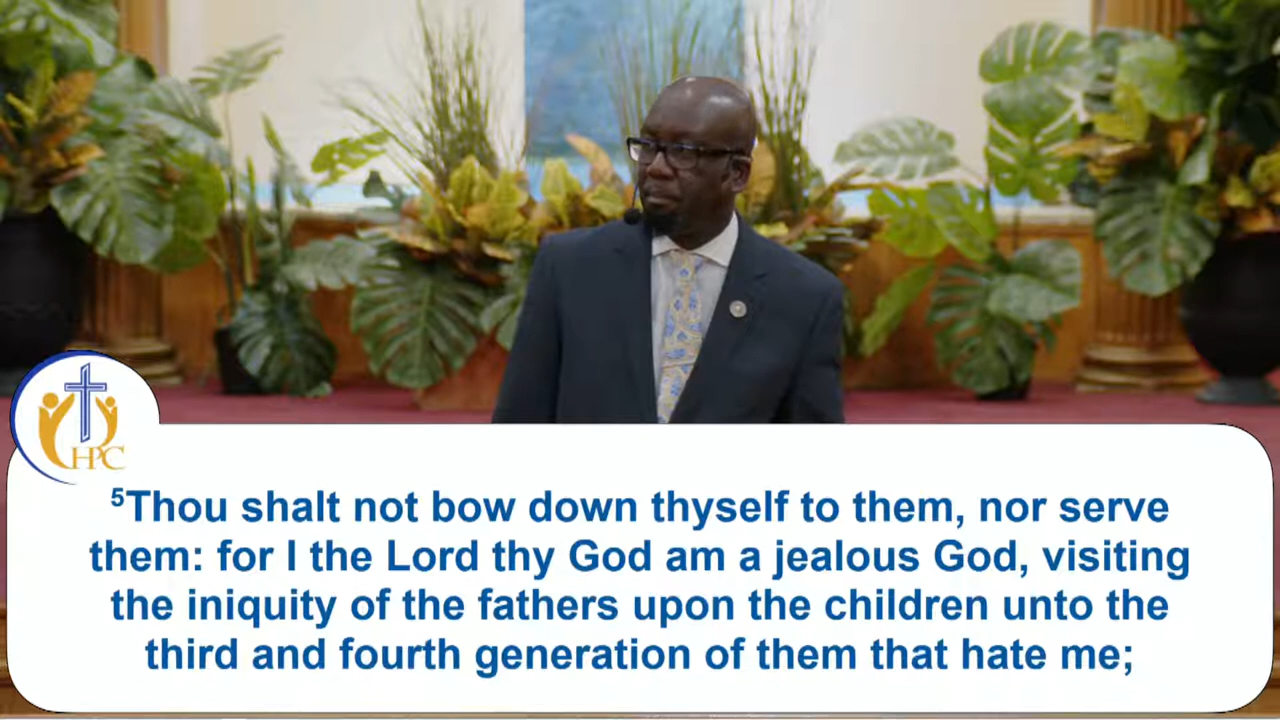 HPC
⁵Thou shalt not bow down thyself to them, nor serve
them: for I the Lord thy God am a jealous God, visiting
the iniquity of the fathers upon the children unto the
third and fourth generation of them that hate me;